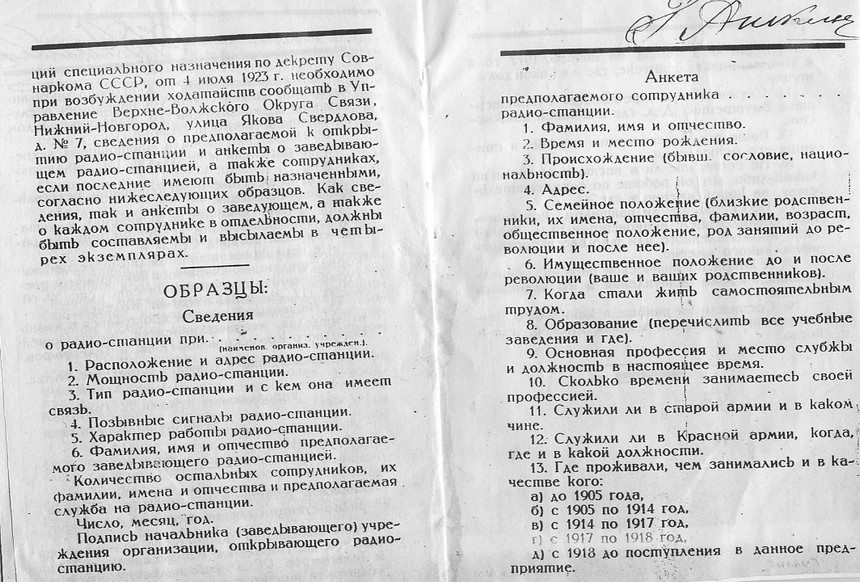 ций специального назначения по декрету Сов-
наркома СССР, от 4 июля 1923 г. необходимо
при возбуждении ходатайств сообщать в Уп-
равление Верхне-Волжского Округа Связи,
Нижний-Новгород, улица Якова Свердлова,
д. № 7, сведения о предполагаемой к откры-
тию радио-станции и анкеты о заведываю-
щем радио-станцией, а также сотрудниках,
если последние имеют быть назначенными,
согласно нижеследующих образцов. Как све-
дения, так и анкеты о заведующем, а также
о каждом сотруднике в отдельности, должны
быть составляемы и высылаемы в четы-
рех экземплярах.
ОБРАЗЦЫ:
Сведения
о радио-станции при. . . . . . . . . . .
(наименов. организ. учрежден.).
1. Расположение и адрес радио-станции.
2. Мощность радио-станции.
3. Тип радио-станции и с кем она имеет
связь.
4. Позывные сигналы радио-станции.
5. Характер работы радио-станции.
6. Фамилия, имя и отчество предполагае-
мого заведывающего радио-станцией.
Количество остальных сотрудников, их
фамилии, имена и отчества и предполагаемая
служба на радио-станции.
Число, месяц, год.
Подпись начальника (заведывающего) учре-
ждения организации, открывающего радио-
станцию.
Анкета
предполагаемого сотрудника . . . . . . .
радио-станции.
1. Фамилия, имя и отчество.
2. Время и место рождения.
3. Происхождение (бывш. сословие, нацио-
нальность).
4. Адрес.
5. Семейное положение (близкие родствен-
ники, их имена, отчества, фамилии, возраст,
общественное положение, род занятий до ре-
волюции и после нее).
6. Имущественное положение до и после
революции (ваше и ваших родственников).
7. Когда стали жить самостоятельным
трудом.
8. Образование (перечислить все учебные
заведения и где).
9. Основная профессия и место службы
и должность в настоящее время.
10. Сколько времени занимаетесь своей
профессией.
11. Служили ли в старой армии и в каком
чине.
12. Служили ли в Красной армии, когда,
где и в какой должности.
13. Где проживали, чем занимались и в ка-
честве кого:
а) до 1905 года,
б) с 1905 по 1914 год,
в) с 1914 по 1917 год,
г) с 1917 по 1918 год,
д) с 1918 до поступления в данное пред-
приятие.